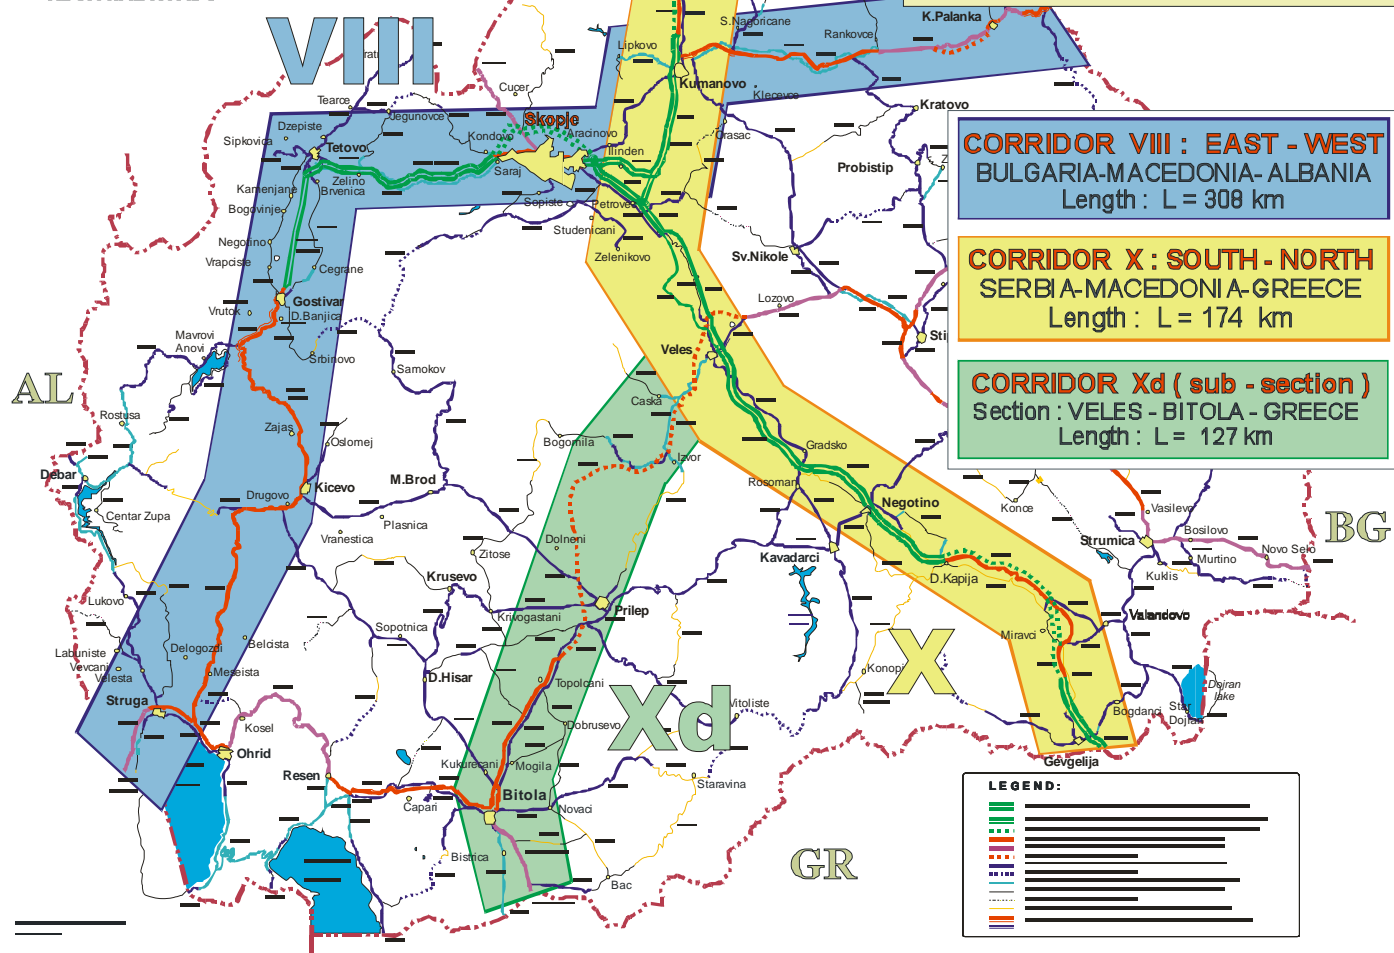 VIII
S.Nagoricane
K.Palanka
Rankovce
Lipkovo
Kumanovo
Klecevce
Cucer
Tearce
Jegunovce
Skopje
Kondovo
Aracinovo
Orasac
Kratovo
Dzepiste
Sipkovica
Tetovo
Ilinden
Saraj
Probistip
Zelino
Brvenica
Kamenjane
Bogovinje
Sopiste
Petrovec
Studenicani
Negotino
Vrapciste
Cegrane
Zelenikovo
Sv.Nikole
Gostivar
D.Banjica
Vrutok
Lozovo
Mavrovi
Anovi
Srbinovo
Samokov
Veles
Sti
CORRIDOR VIII : EAST - WEST
BULGARIA-MACEDONIA-ALBANIA
Length : L = 308 km
CORRIDOR X : SOUTH - NORTH
SERBIA-MACEDONIA-GREECE
Length : L = 174 km
CORRIDOR Xd ( sub - section )
Section : VELES - BITOLA - GREECE
Length : L = 127 km
AL
Rostusa
Caska
Zajas
Oslomej
Bogomila
Izvor
Gradsko
Debar
Rosoman
Kicevo
M.Brod
Drugovo
Centar Zupa
Plasnica
Vranestica
Negotino
Konce
Vasilevo
Bosilovo
BG
Strumica
Novo Selo
Murtino
Kuklis
Zitose
Dolneni
Kavadarci
D.Kapija
Krusevo
Lukovo
Krivogastani
Prilep
Valandovo
Sopotnica
Miravci
Belcista
Delogozdi
Labuniste
Vevcani
Velesta
Meseista
D.Hisar
Topolcani
X
Konopi
Xd
Struga
Vitoliste
Dojran
lake
Star
Dojran
Bogdanci
Kosel
Dobrusevo
Ohrid
Resen
Kukurecani
Mogila
Gevgelija
Staravina
Capari
Bitola
Novaci
LEGEND:
Bistrica
GR
Bac